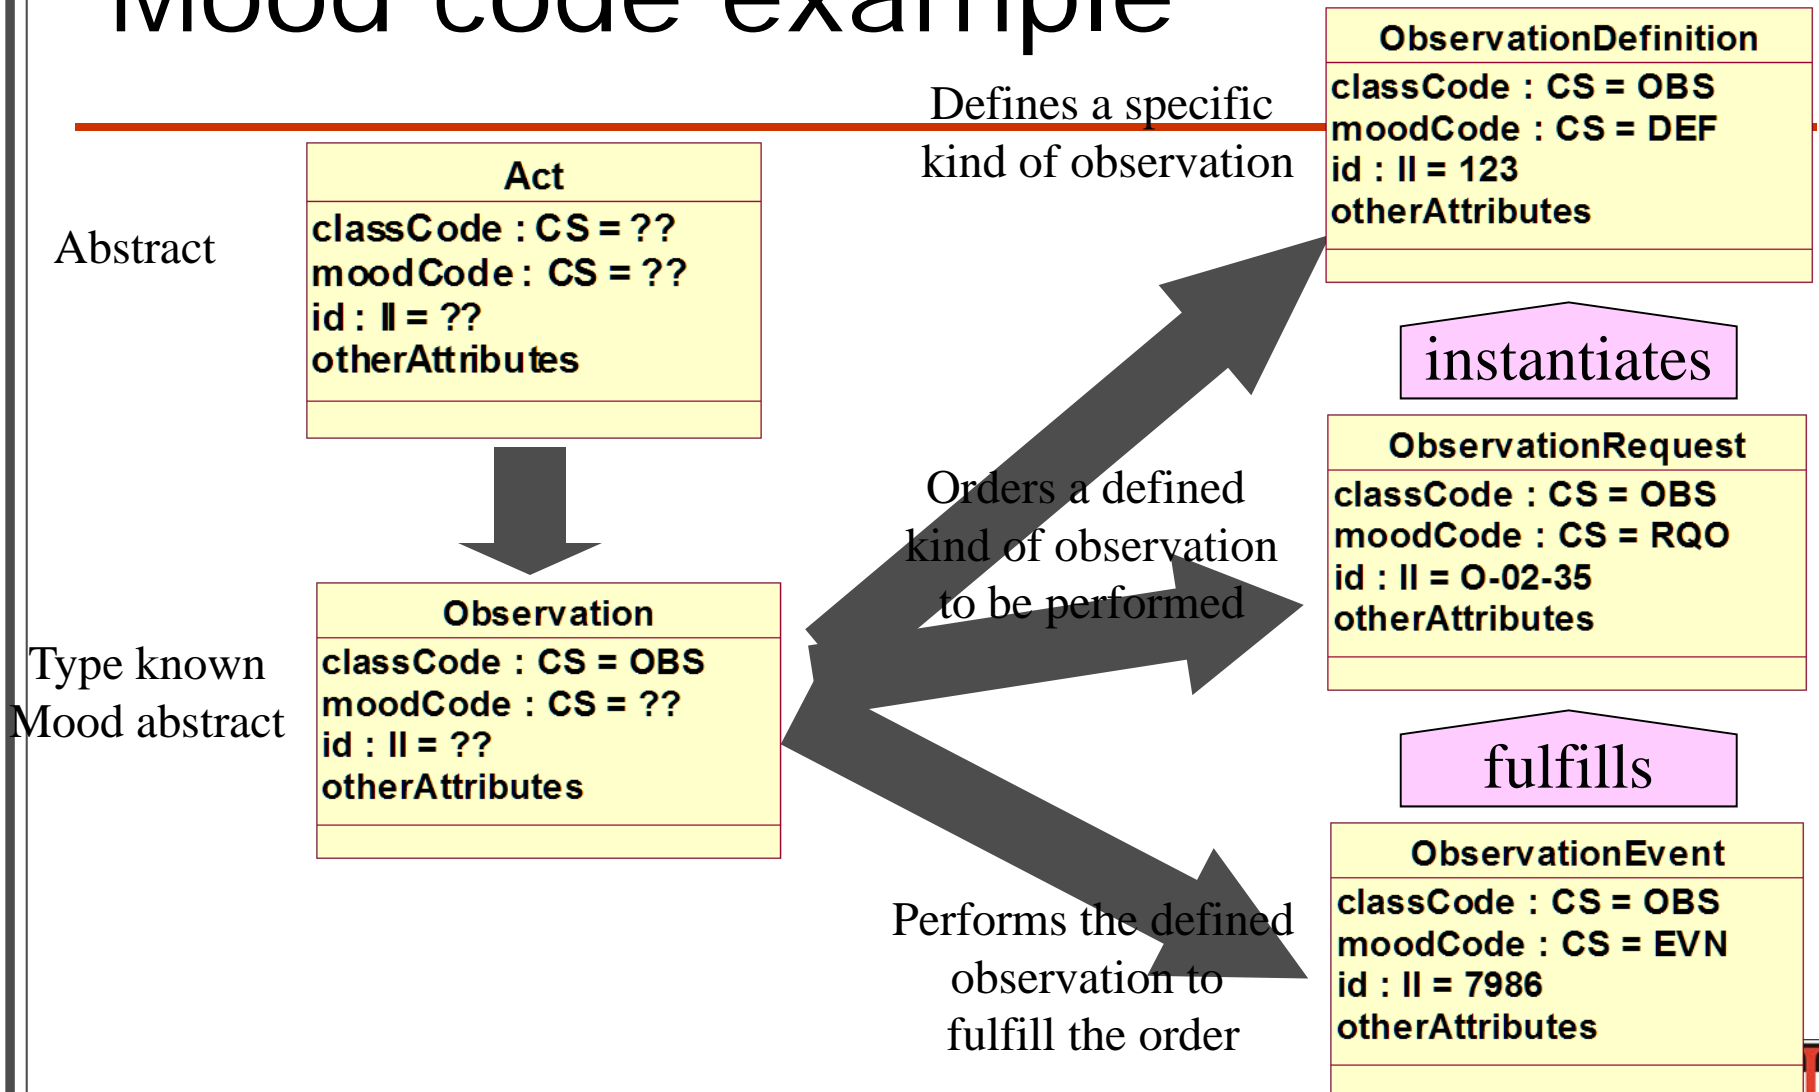 Mood code example
Abstract
Act
classCode : CS = ??
moodCode : CS = ??
id : II = ??
otherAttributes
Type known
Mood abstract
Observation
classCode : CS = OBS
moodCode : CS = ??
id : II = ??
otherAttributes
Defines a specific
kind of observation
ObservationDefinition
classCode : CS = OBS
moodCode : CS = DEF
id : II = 123
otherAttributes
instantiates
Orders a defined
kind of observation
to be performed
ObservationRequest
classCode : CS = OBS
moodCode : CS = RQO
id : II = O-02-35
otherAttributes
fulfills
Performs the defined
observation to
fulfill the order
ObservationEvent
classCode : CS = OBS
moodCode : CS = EVN
id : II = 7986
otherAttributes